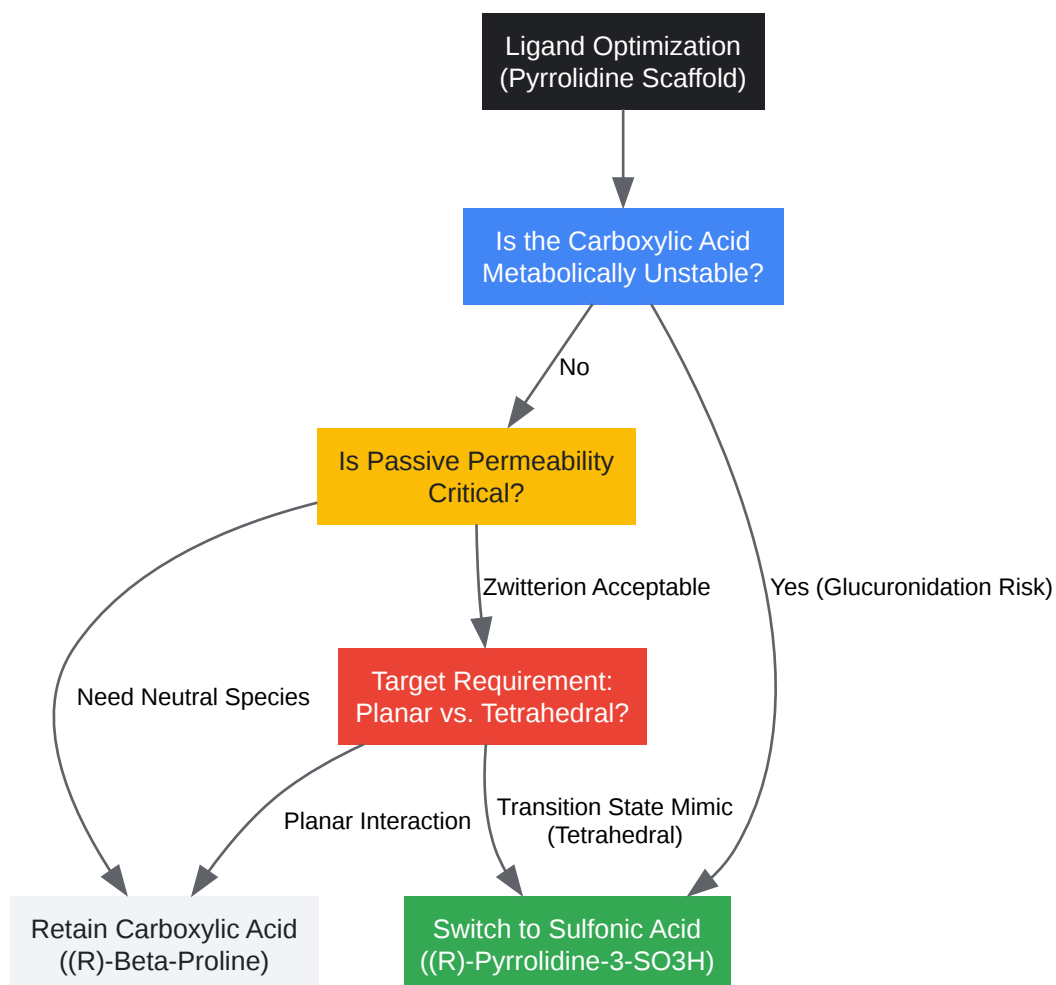 Ligand Optimization
(Pyrrolidine Scaffold)
Is the Carboxylic Acid
Metabolically Unstable?
No
Is Passive Permeability
Critical?
Zwitterion Acceptable
Yes (Glucuronidation Risk)
Need Neutral Species
Target Requirement:
Planar vs. Tetrahedral?
Planar Interaction
Transition State Mimic
(Tetrahedral)
Retain Carboxylic Acid
((R)-Beta-Proline)
Switch to Sulfonic Acid
((R)-Pyrrolidine-3-SO3H)